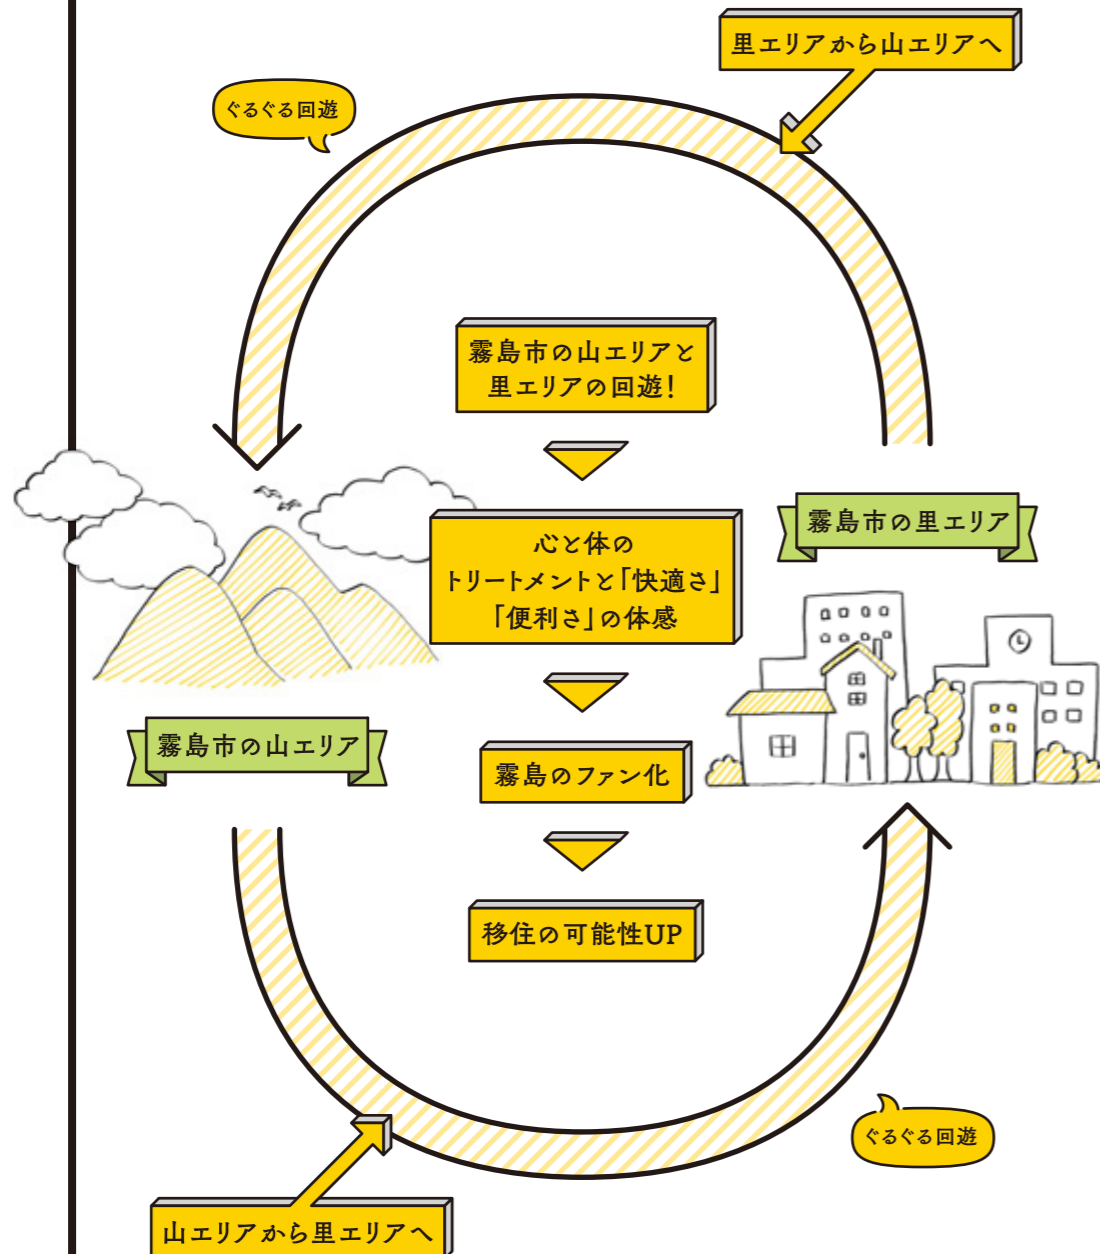 里エリアから山エリアへ
ぐるぐる回遊
霧島市の山エリアと
里エリアの回遊!
心と体の
トリートメントと「快適さ」
「便利さ」の体感
霧島市の里エリア
霧島市の山エリア
霧島のファン化
移住の可能性UP
ぐるぐる回遊
山エリアから里エリアへ